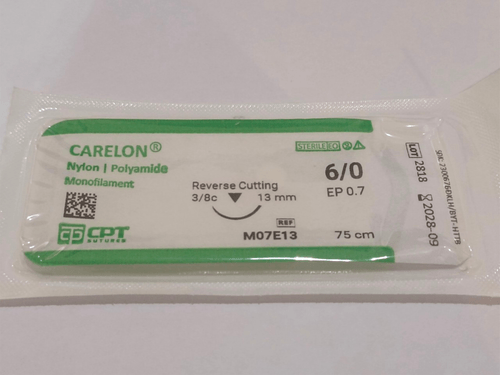 CARELON®
Nylon | Polyamide
Monofilament
CPT
SUTURES
Reverse Cutting
3/8c 13 mm
REF
M07E13
STERILE EO
6/0
EP 0.7
75 cm
LOT 2818
2028-09